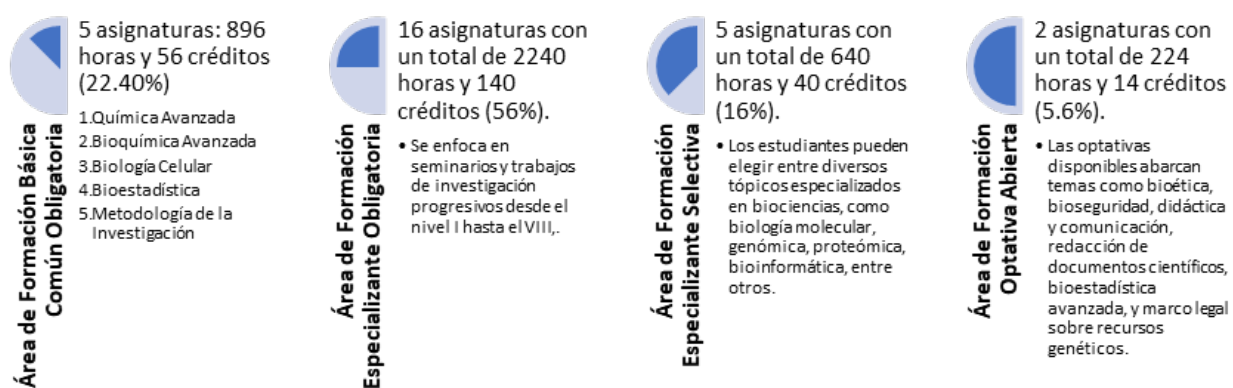 Área de Formación Básica
Común Obligatoria
5 asignaturas: 896
horas y 56 créditos
(22.40%)
1.Química Avanzada
2.Bioquímica Avanzada
3.Biología Celular
4.Bioestadística
5.Metodología de la
Investigación
Área de Formación
Especializante Obligatoria
16 asignaturas con
un total de 2240
horas y 140
créditos (56%).
• Se enfoca en
seminarios y trabajos
de investigación
progresivos desde el
nivel I hasta el VIII,.
Área de Formación
Especializante Selectiva
5 asignaturas con
un total de 640
horas y 40 créditos
(16%).
• Los estudiantes pueden
elegir entre diversos
tópicos especializados
en biociencias, como
biología molecular,
genómica, proteómica,
bioinformática, entre
otros.
Área de Formación
Optativa Abierta
2 asignaturas con
un total de 224
horas y 14 créditos
(5.6%).
• Las optativas
disponibles abarcan
temas como bioética,
bioseguridad, didáctica
y comunicación,
redacción de
documentos científicos,
bioestadística
avanzada, y marco legal
sobre recursos
genéticos.